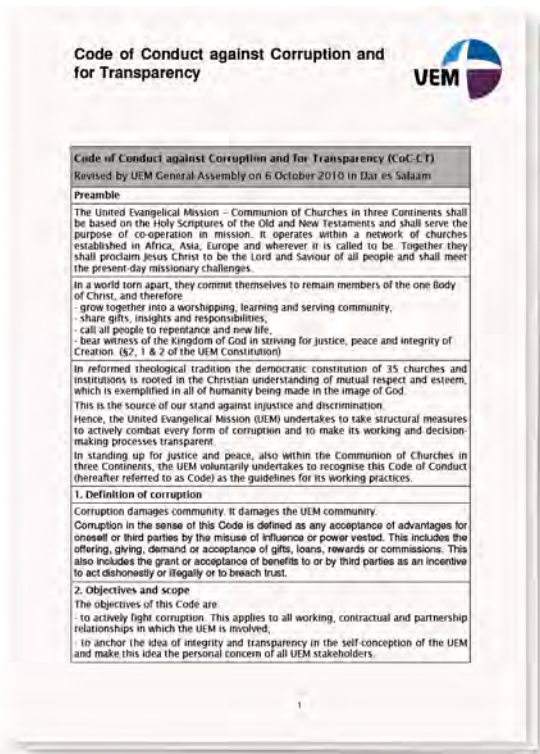 Code of Conduct against Corruption and
for Transparency
VEM
Code of Conduct against Corruption and for Transparency (CoC-CT)
Revised by UEM General Assembly on 6 October 2010 in Dar es Salaam
Preamble
The United Evangelical Mission – Communion of Churches in three Continents shall
be based on the Holy Scriptures of the Old and New Testaments and shall serve the
purpose of co-operation in mission. It operates within a network of churches
established in Africa, Asia, Europe and wherever it is called to be. Together they
shall proclaim Jesus Christ to be the Lord and Saviour of all people and shall meet
the present-day missionary challenges.
In a world torn apart, they commit themselves to remain members of the one Body
of Christ, and therefore
- grow together into a worshipping, learning and serving community,
- share gifts, insights and responsibilities,
- call all people to repentance and new life,
- bear witness of the Kingdom of God in striving for justice, peace and integrity of
Creation. (§2, 1 & 2 of the UEM Constitution)
In reformed theological tradition the democratic constitution of 35 churches and
institutions is rooted in the Christian understanding of mutual respect and esteem,
which is exemplified in all of humanity being made in the image of God.
This is the source of our stand against injustice and discrimination.
Hence, the United Evangelical Mission (UEM) undertakes to take structural measures
to actively combat every form of corruption and to make its working and decision-
making processes transparent.
In standing up for justice and peace, also within the Communion of Churches in
three Continents, the UEM voluntarily undertakes to recognise this Code of Conduct
(hereafter referred to as Code) as the guidelines for its working practices.
1. Definition of corruption
Corruption damages community. It damages the UEM community.
Corruption in the sense of this Code is defined as any acceptance of advantages for
oneself or third parties by the misuse of influence or power vested. This includes the
offering, giving, demand or acceptance of gifts, loans, rewards or commissions. This
also includes the grant or acceptance of benefits to or by third parties as an incentive
to act dishonestly or illegally or to breach trust.
2. Objectives and scope
The objectives of this Code are
- to actively fight corruption. This applies to all working, contractual and partnership
relationships in which the UEM is involved,
- to anchor the idea of integrity and transparency in the self-conception of the UEM
and make this idea the personal concern of all UEM stakeholders.
1